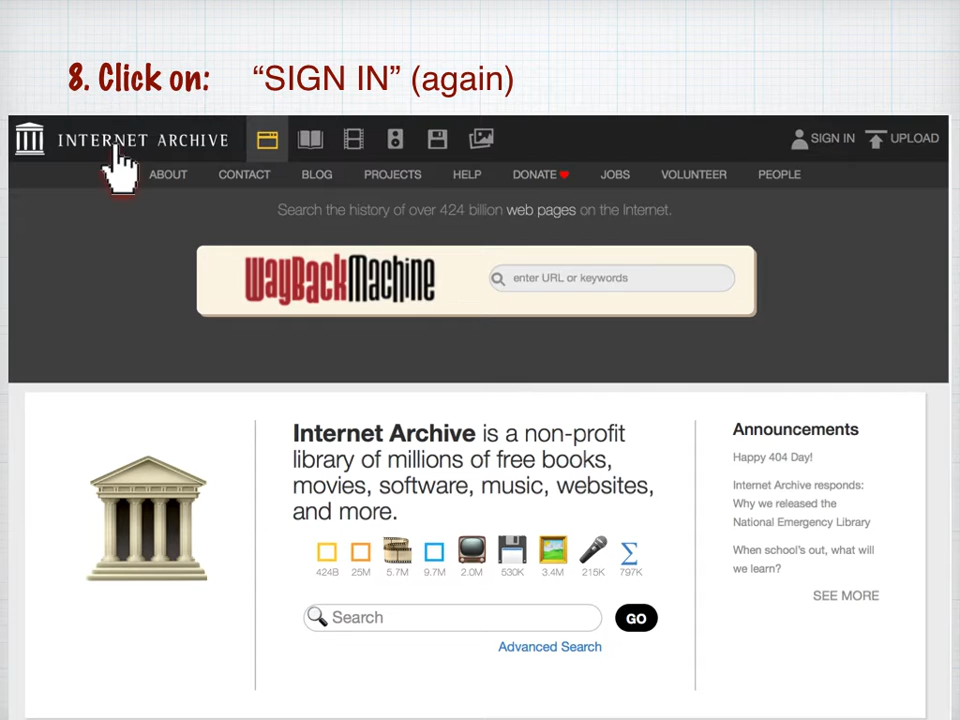 8. Click on: “SIGN IN” (again)
INTERNET ARCHIVE SIGN IN UPLOAD
ABOUT CONTACT BLOG PROJECTS HELP DONATE JOBS VOLUNTEER PEOPLE
Search the history of over 424 billion web pages on the Internet.
WayBackMachine enter URL or keywords
Internet Archive is a non-profit
library of millions of free books,
movies, software, music, websites,
and more.
424B 25M 5.7M 9.7M 2.0M 530K 3.4M 215K 797K
Search GO
Advanced Search
Announcements
Happy 404 Day!
Internet Archive responds:
Why we released the
National Emergency Library
When school's out, what will
we learn?
SEE MORE